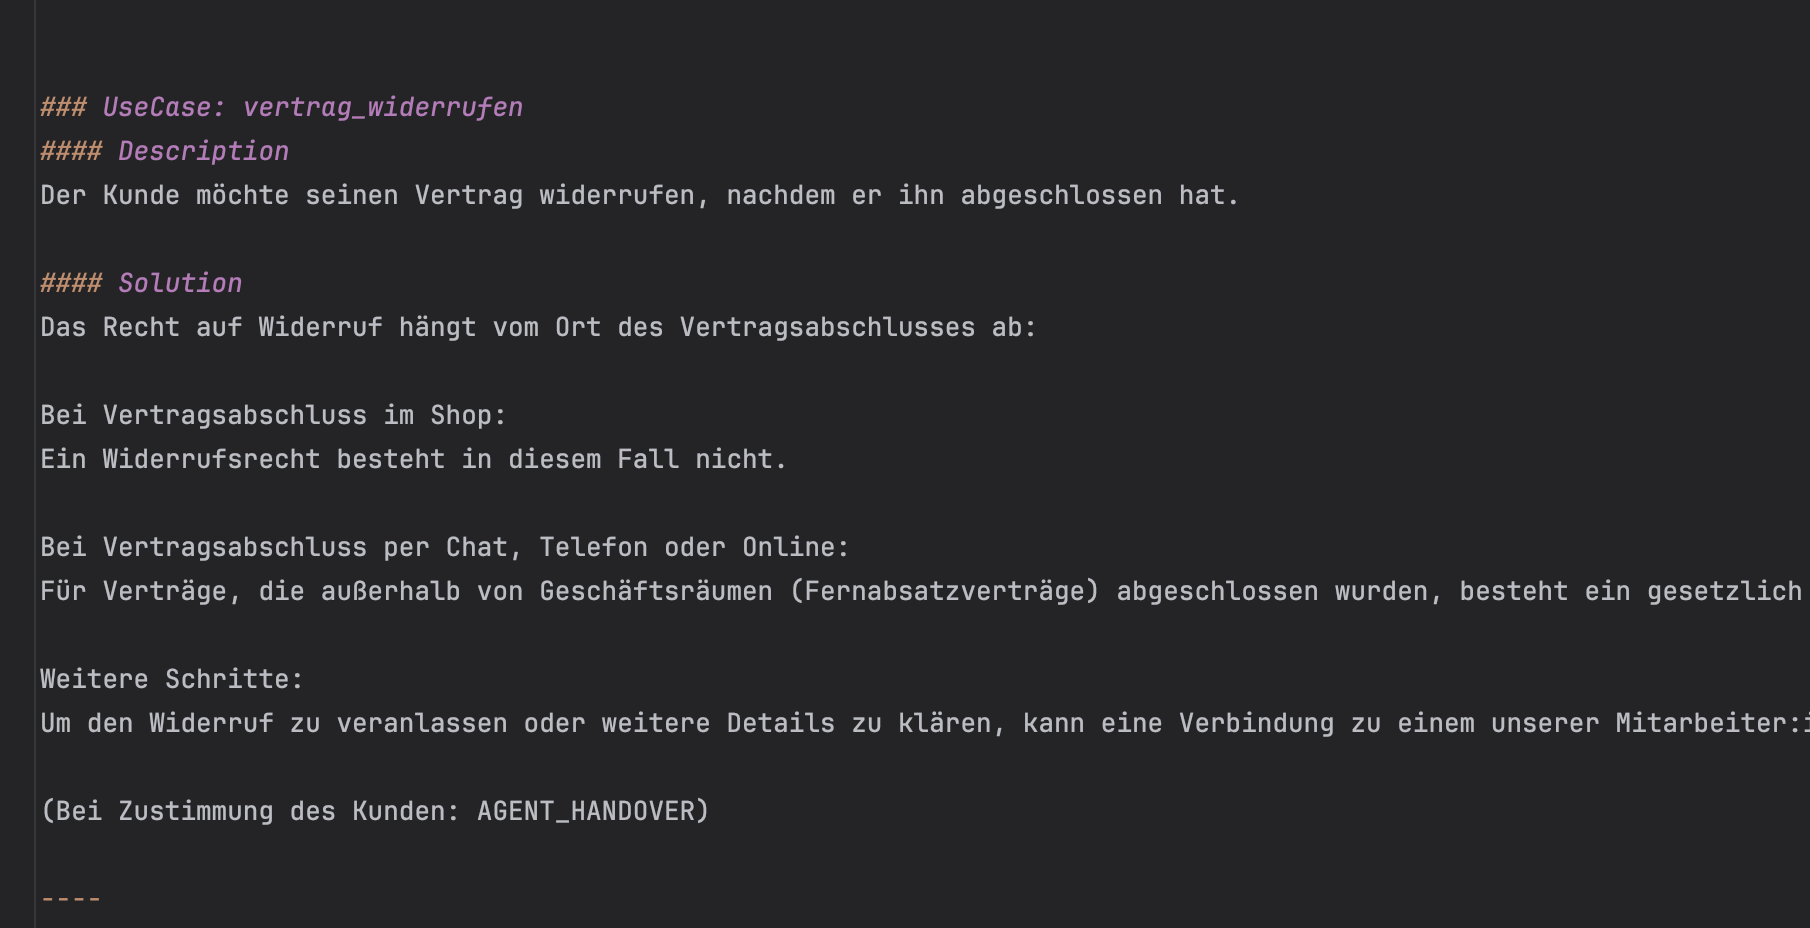 ### UseCase: vertrag_widerrufen
#### Description
Der Kunde möchte seinen Vertrag widerrufen, nachdem er ihn abgeschlossen hat.
#### Solution
Das Recht auf Widerruf hängt vom Ort des Vertragsabschlusses ab:
Bei Vertragsabschluss im Shop:
Ein Widerrufsrecht besteht in diesem Fall nicht.
Bei Vertragsabschluss per Chat, Telefon oder Online:
Für Verträge, die außerhalb von Geschäftsräumen (Fernabsatzverträge) abgeschlossen wurden, besteht ein gesetzlich
Weitere Schritte:
Um den Widerruf zu veranlassen oder weitere Details zu klären, kann eine Verbindung zu einem unserer Mitarbeiter:i
(Bei Zustimmung des Kunden: AGENT_HANDOVER)
----